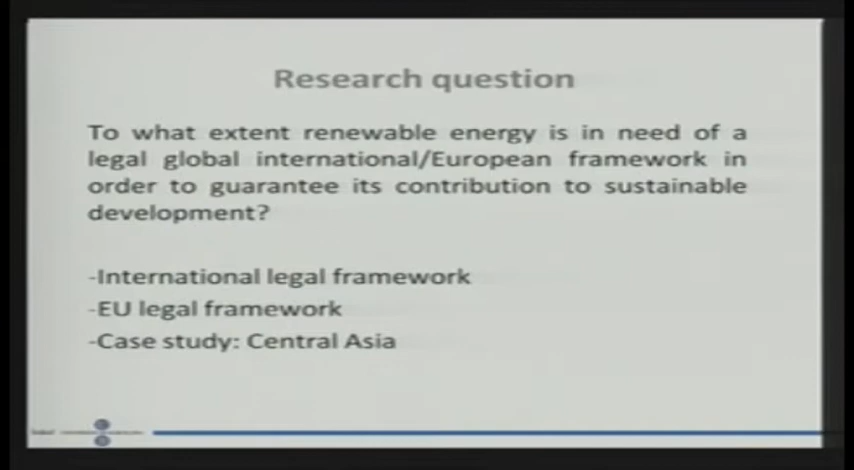 Research question
To what extent renewable energy is in need of a
legal global international/European framework in
order to guarantee its contribution to sustainable
development?
-International legal framework
-EU legal framework
-Case study: Central Asia